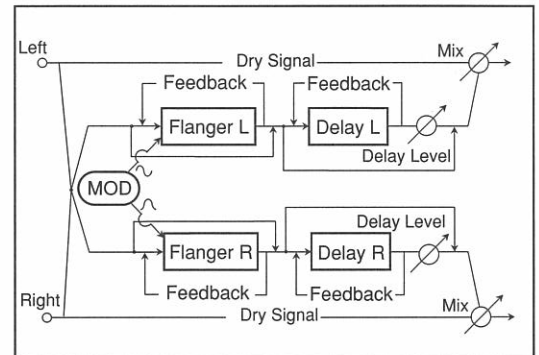 Left
Dry Signal
Mix
Feedback
Feedback
Flanger L
Delay L
Delay Level
MOD
Delay Level
Flanger R
Delay R
Feedback
Feedback
Right
Dry Signal
Mix